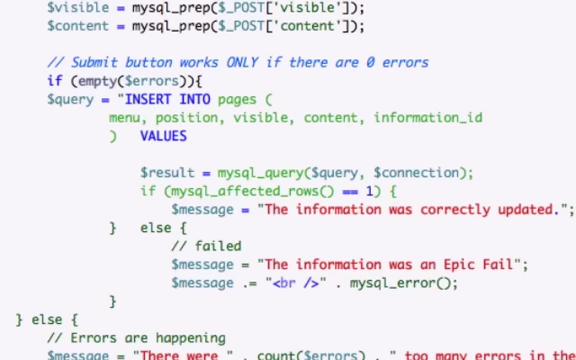 $visible = mysql_prep($_POST['visible']);
$content = mysql_prep($_POST['content']);
// Submit button works ONLY if there are 0 errors
if (empty($errors)){
$query = "INSERT INTO pages (
menu, position, visible, content, information_id
) VALUES
$result = mysql_query($query, $connection);
if (mysql_affected_rows() == 1) {
$message = "The information was correctly updated.";
} else {
// failed
$message = "The information was an Epic Fail";
$message .= "<br />" . mysql_error();
}
} else {
// Errors are happening
$message = "There were " . count($errors) . " too many errors in the